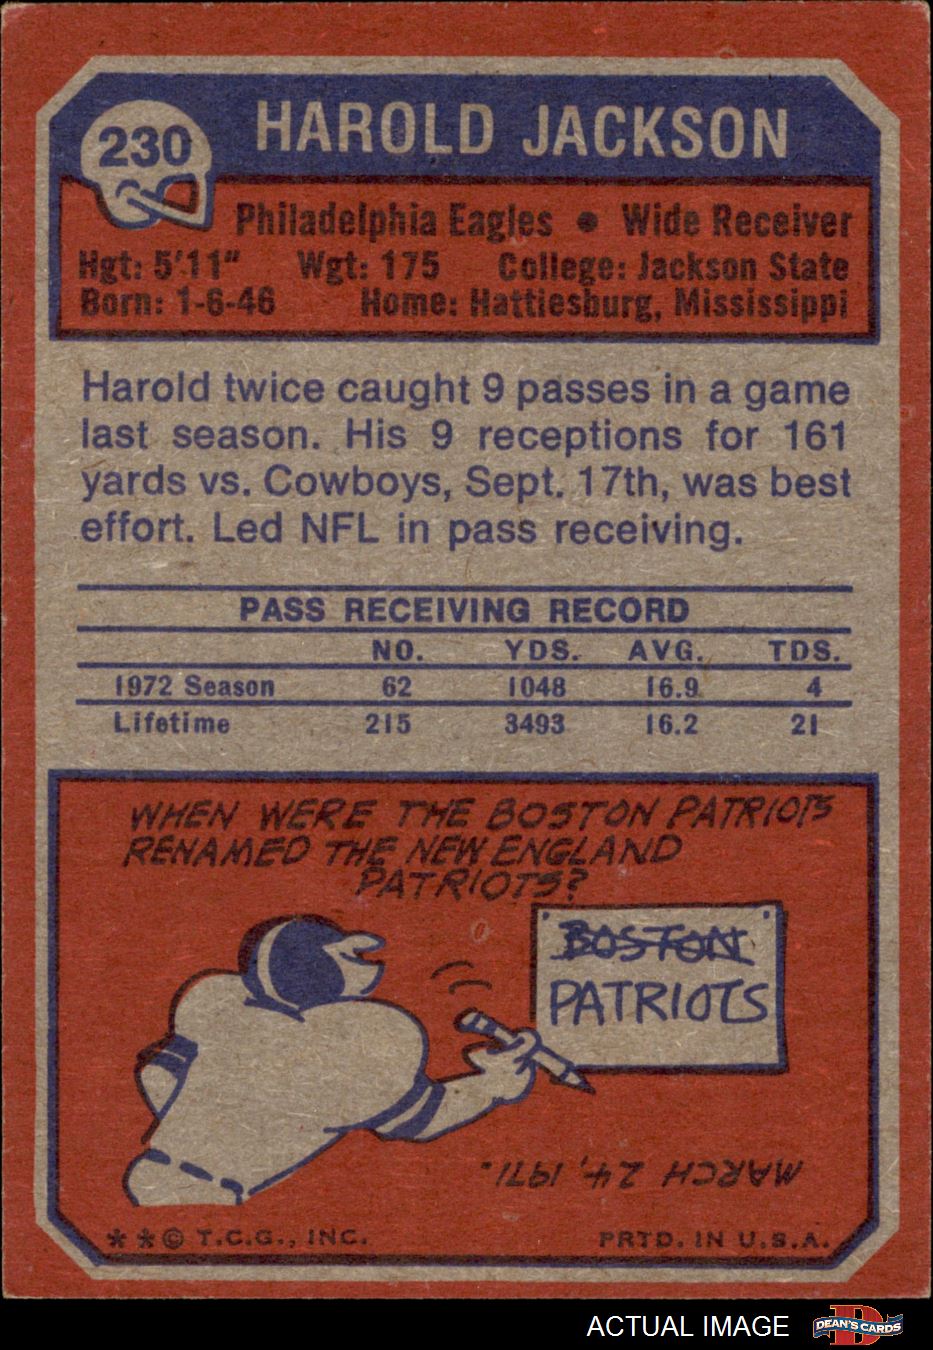 230
HAROLD JACKSON
Philadelphia Eagles • Wide Receiver
Hgt: 5'11" Wgt: 175 College: Jackson State
Born: 1-6-46 Home: Hattiesburg, Mississippi
Harold twice caught 9 passes in a game
last season. His 9 receptions for 161
yards vs. Cowboys, Sept. 17th, was best
effort. Led NFL in pass receiving.
PASS RECEIVING RECORD
NO. YDS. AVG. TDS.
1972 Season 62 1048 16.9 4
Lifetime 215 3493 16.2 21
WHEN WERE THE BOSTON PATRIOTS
RENAMED THE NEW ENGLAND
PATRIOTS?
BOSTON
PATRIOTS
MARCH 24, 1971.
* * © T.C.G., INC. PRTD. IN U.S.A.
ACTUAL IMAGE
D
DEAN'S CARDS